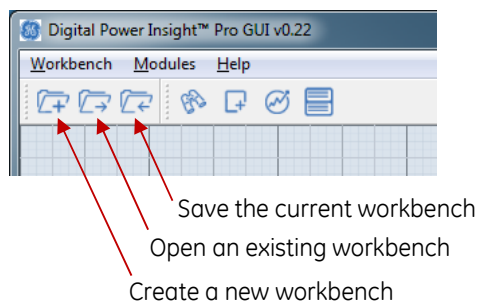 Digital Power Insight™ Pro GUI v0.22
Workbench Modules Help
Save the current workbench
Open an existing workbench
Create a new workbench